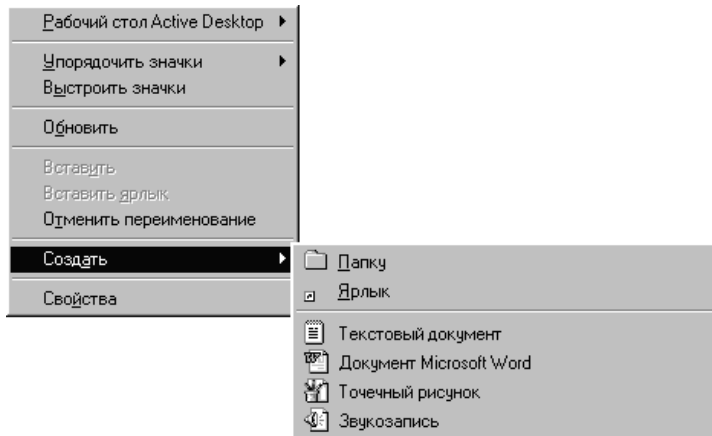 Рабочий стол Active Desktop
Упорядочить значки
Выстроить значки
Обновить
Вставить
Вставить ярлык
Отменить переименование
Создать
Свойства
Папку
Ярлык
Текстовый документ
Документ Microsoft Word
Точечный рисунок
Звукозапись